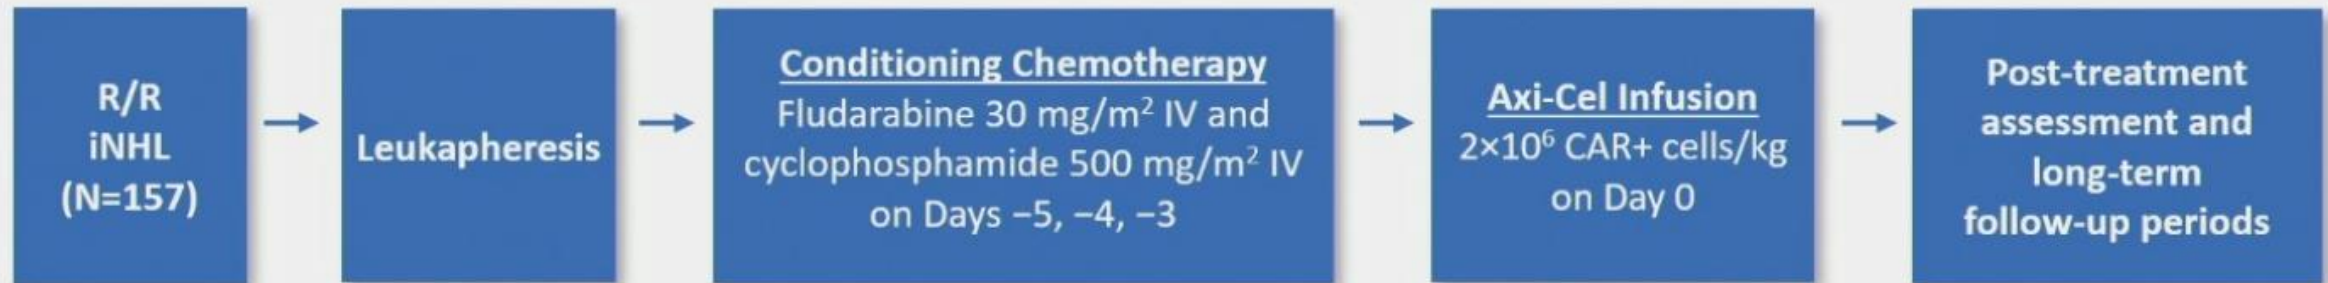 R/R
iNHL
(N=157)
Leukapheresis
Conditioning Chemotherapy
Fludarabine 30 mg/m² IV and
cyclophosphamide 500 mg/m² IV
on Days −5, −4, −3
Axi-Cel Infusion
2×10⁶ CAR+ cells/kg
on Day 0
Post-treatment
assessment and
long-term
follow-up periods